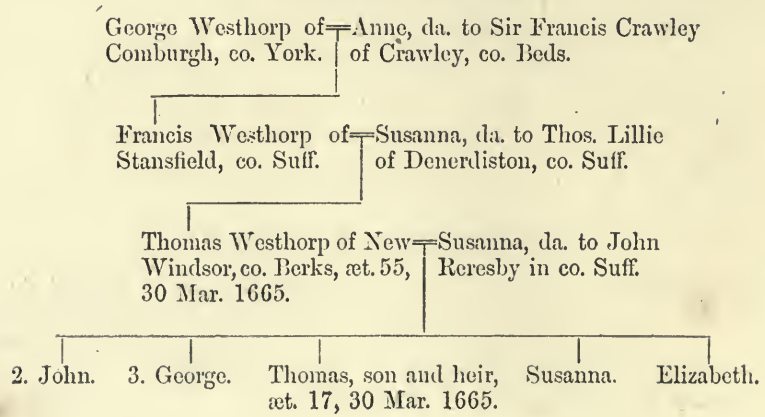 George Westhorp of Anne, da. to Sir Francis Crawley
Comburgh, co. York. of Crawley, co. Beds.
Francis Westhorp of Susanna, da. to Thos. Lillie
Stansfield, co. Suff. of Denerdiston, co. Suff.
Thomas Westhorp of New Susanna, da. to John
Windsor, co. Berks, æt. 55, Reresby in co. Suff.
30 Mar. 1665.
2. John. 3. George. Thomas, son and heir, Susanna. Elizabeth.
æt. 17, 30 Mar. 1665.